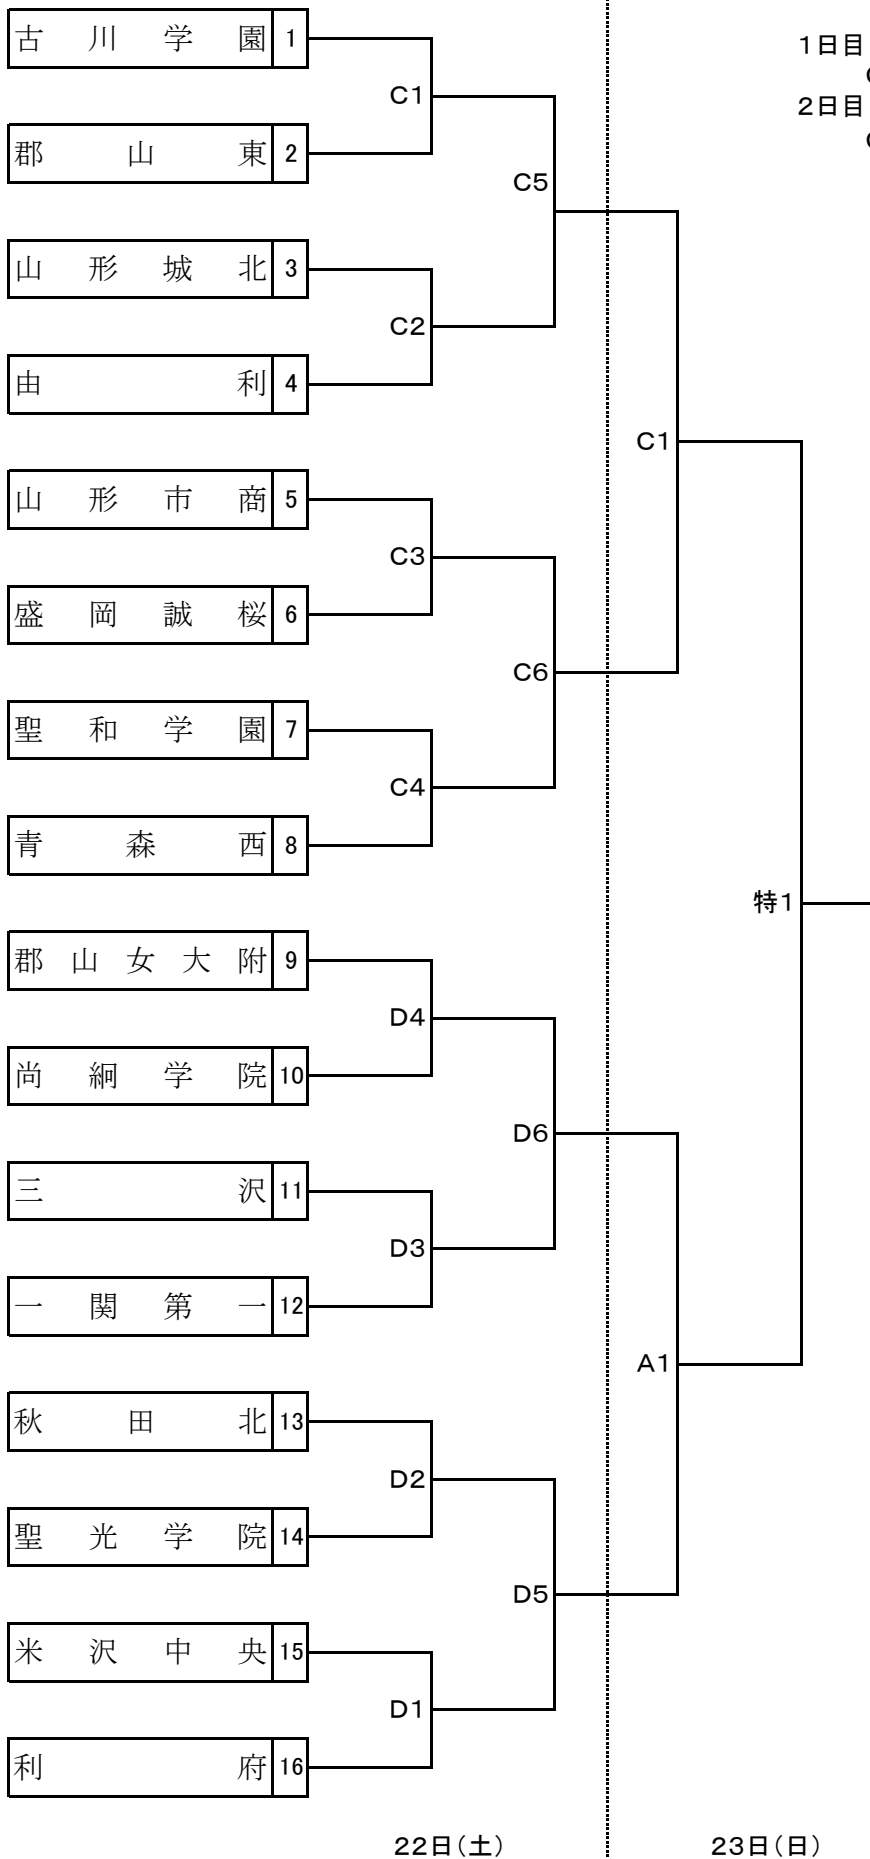 古川学園 1
1日目
C1
2日目
郡山東 2
C5
山形城北 3
C2
由利 4
C1
山形市商 5
C3
盛岡誠桜 6
C6
聖和学園 7
C4
青森西 8
特1
郡山女大附 9
D4
尚絅学院 10
D6
三沢 11
D3
一関第一 12
A1
秋田北 13
D2
聖光学院 14
D5
米沢中央 15
D1
利府 16
22日(土) 23日(日)